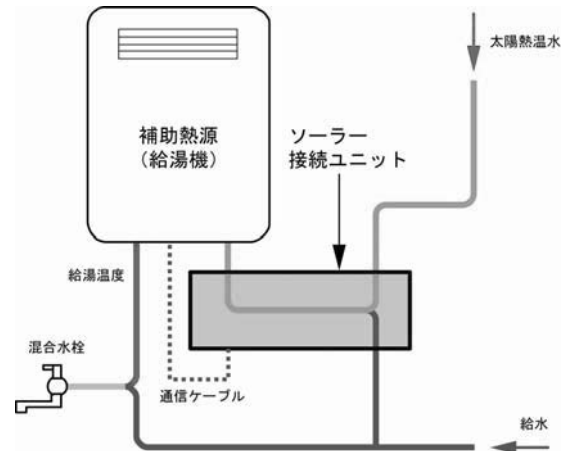 太陽熱温水
補助熱源
(給湯機)
ソーラー
接続ユニット
給湯温度
混合水栓
通信ケーブル
給水